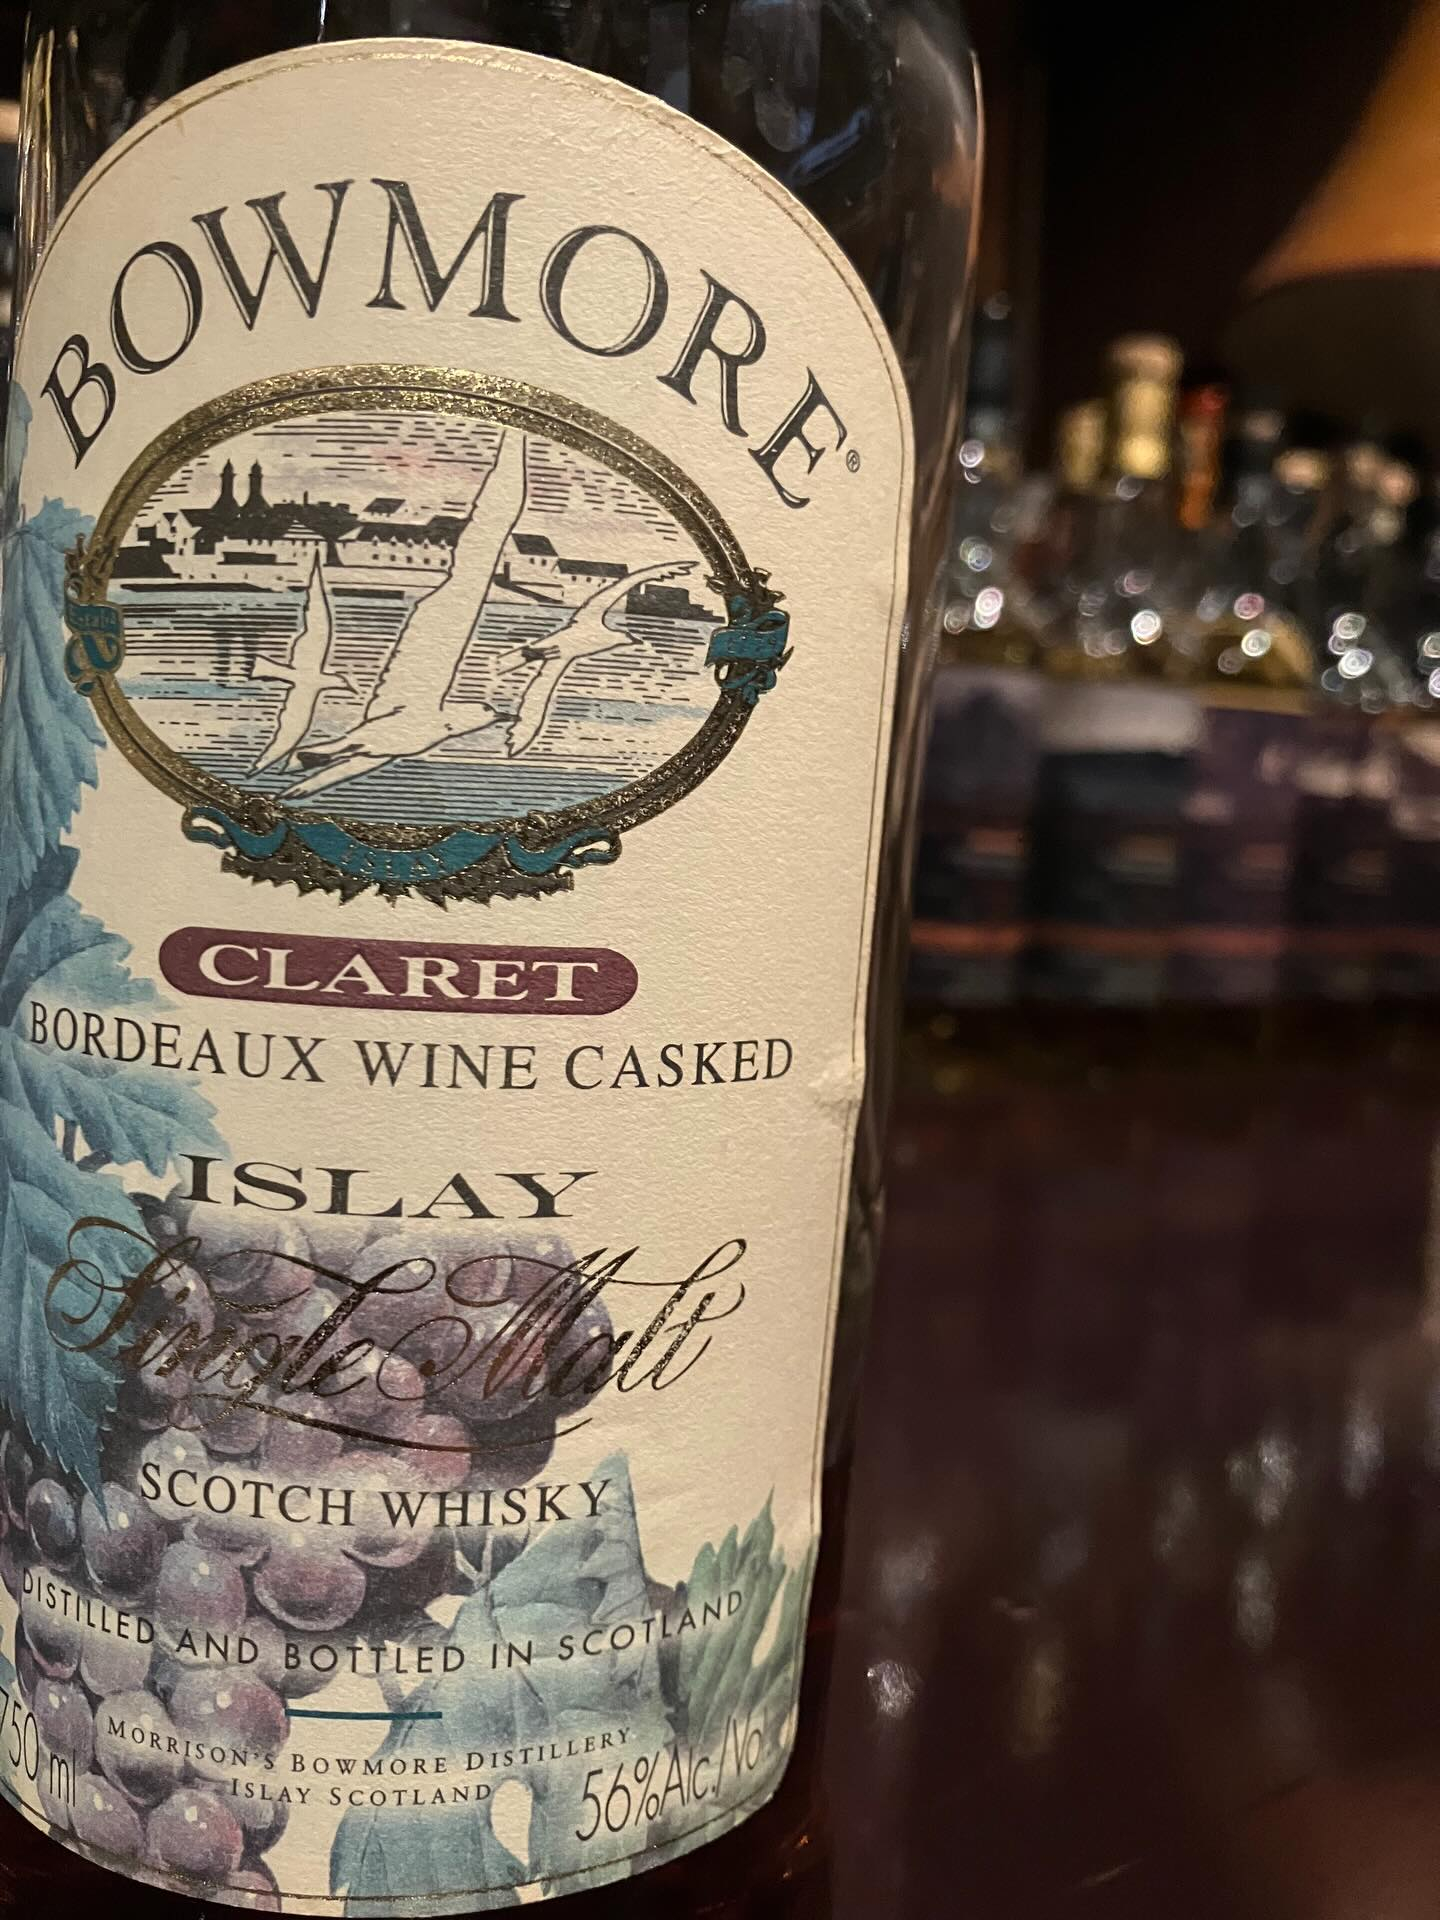 BOWMORE®
CLARET
BORDEAUX WINE CASKED
ISLAY
Single Malt
SCOTCH WHISKY
DISTILLED AND BOTTLED IN SCOTLAND
750 ml
MORRISON'S BOWMORE DISTILLERY
ISLAY SCOTLAND
56%Alc./Vol.